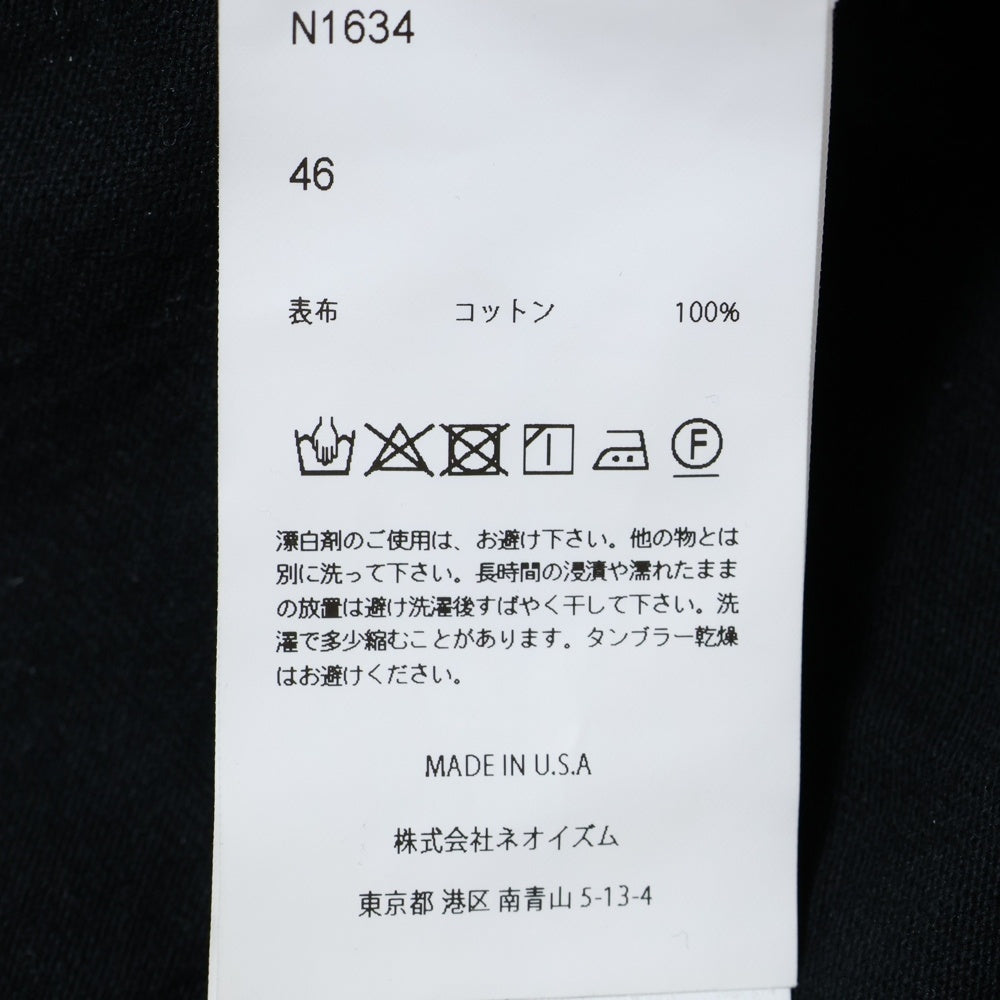 N1634
46
表布 コットン 100%
F
漂白剤のご使用は、お避け下さい。他の物とは
別に洗って下さい。長時間の浸漬や濡れたまま
の放置は避け洗濯後すばやく干して下さい。洗
濯で多少縮むことがあります。タンブラー乾燥
はお避けください。
MADE IN U.S.A
株式会社ネオイズム
東京都 港区 南青山 5-13-4